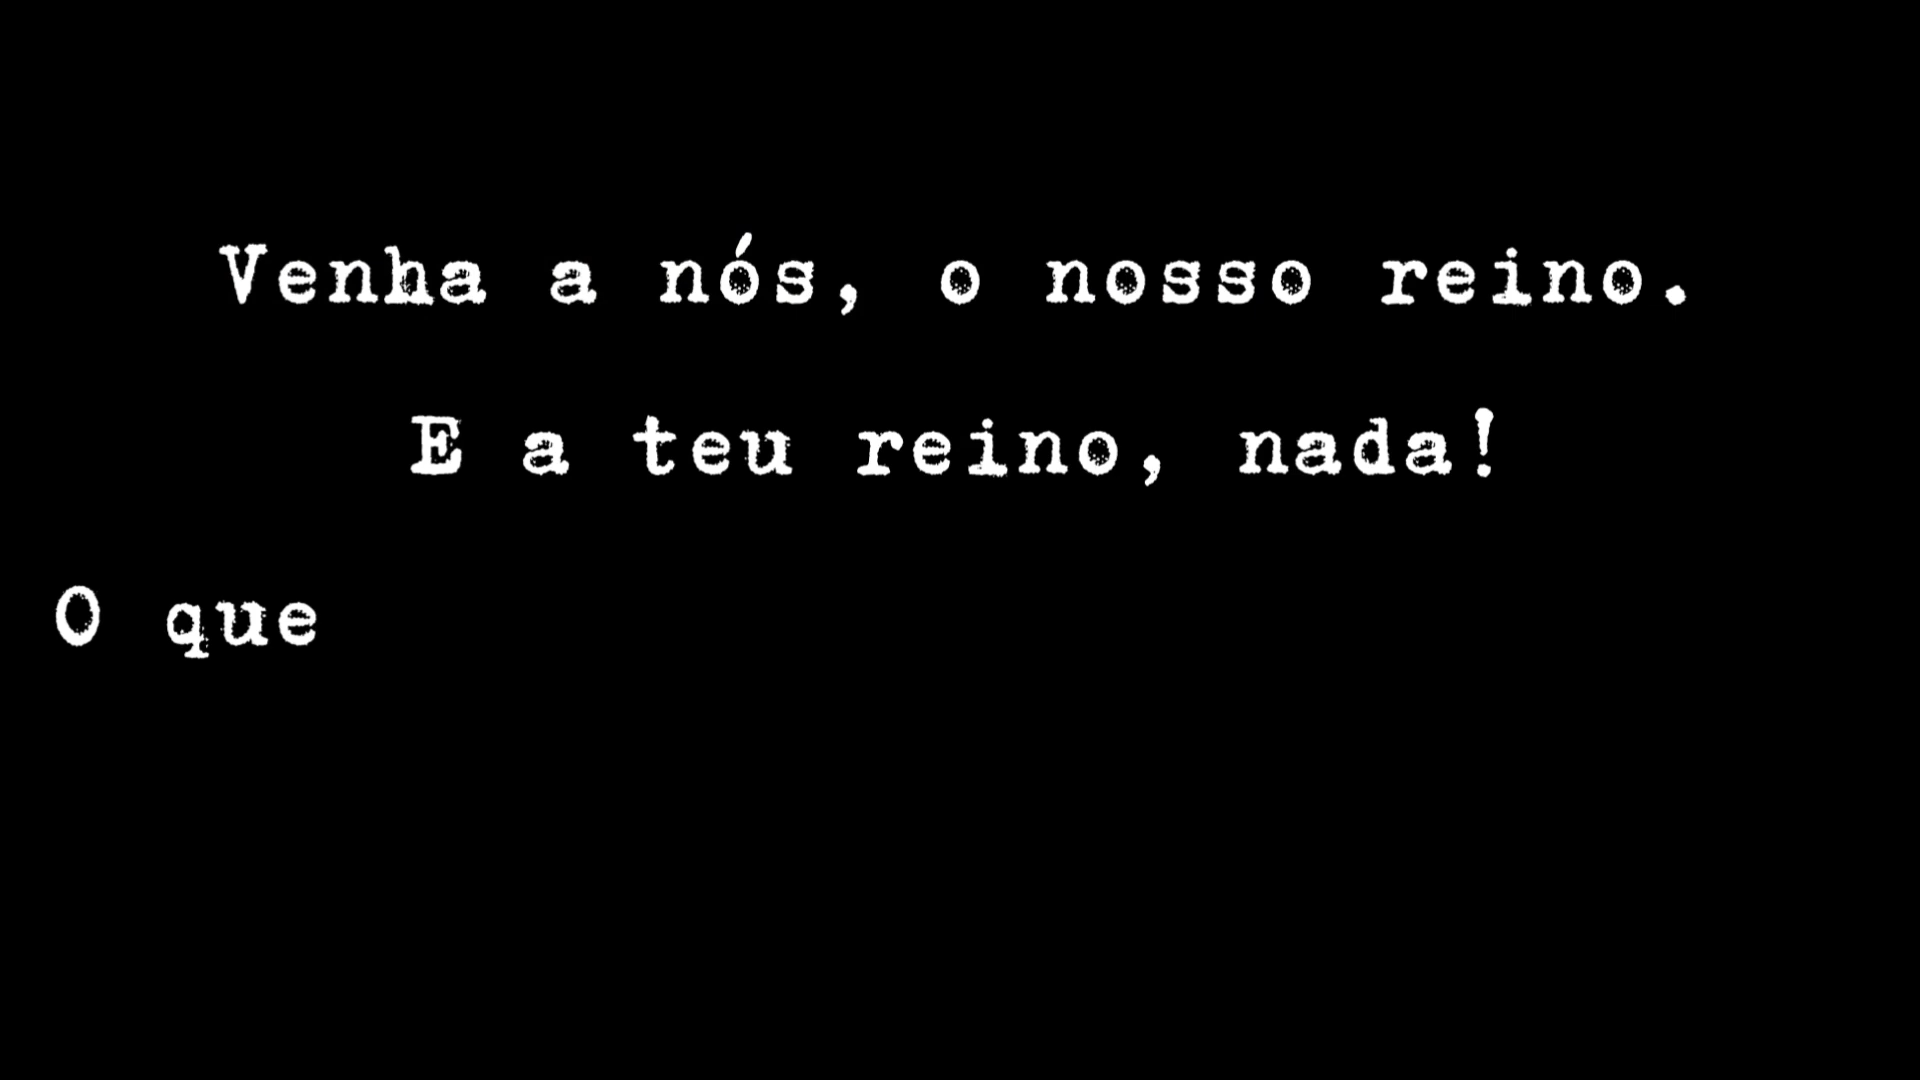 Venha a nós, o nosso reino.
E a teu reino, nada!
O que